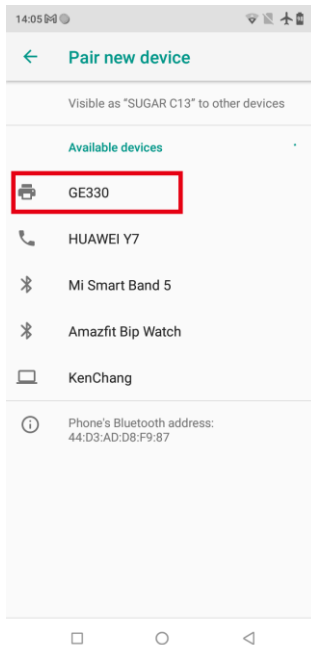 14:05
Pair new device
Visible as "SUGAR C13" to other devices
Available devices
GE330
HUAWEI Y7
Mi Smart Band 5
Amazfit Bip Watch
KenChang
Phone's Bluetooth address:
44:D3:AD:D8:F9:87